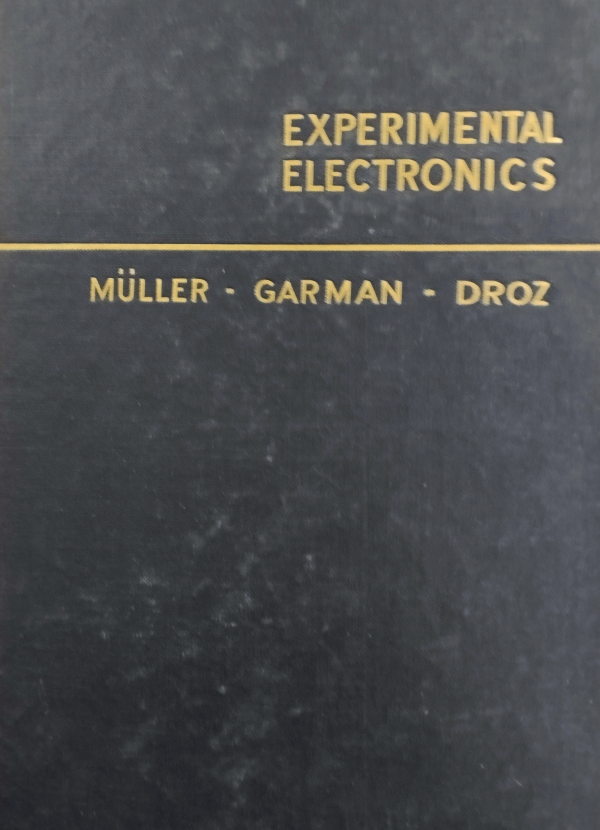 EXPERIMENTAL
ELECTRONICS
MÜLLER - GARMAN - DROZ